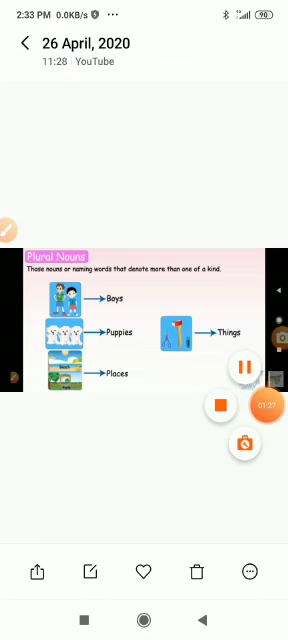 2:33 PM 0.0KB/s ···
90
26 April, 2020
11:28 | YouTube
Plural Nouns
Those nouns or naming words that denote more than one of a kind.
Boys
Puppies
Things
Places
01:27